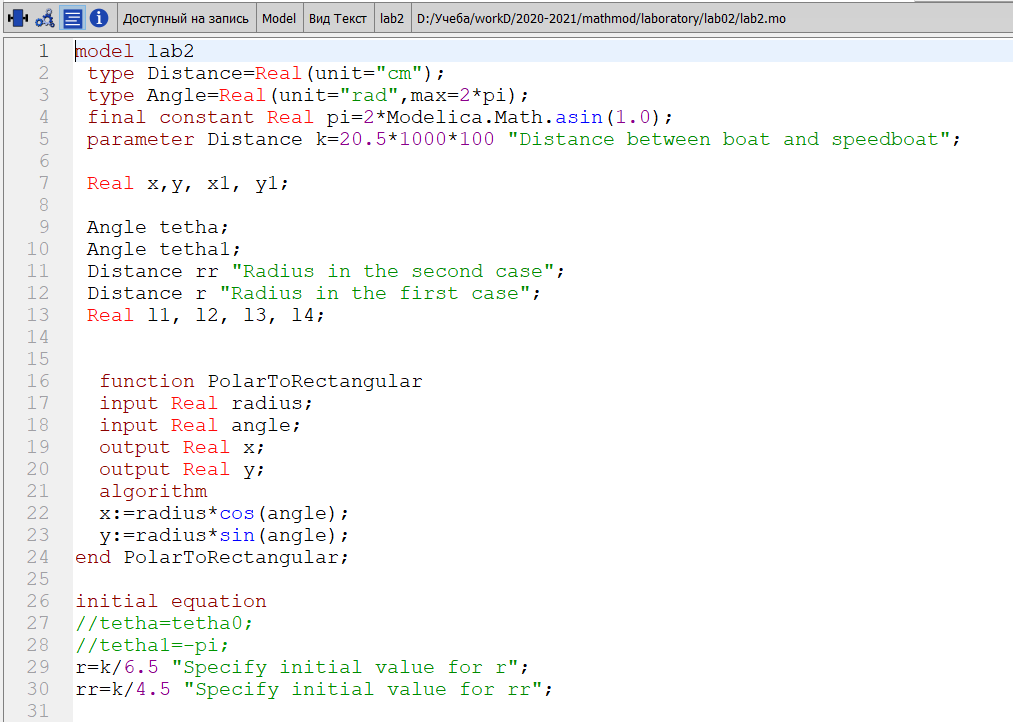 Доступный на запись Model Вид Текст lab2 D:/Учеба/workD/2020-2021/mathmod/laboratory/lab02/lab2.mo
1 model lab2
2 type Distance=Real(unit="cm");
3 type Angle=Real(unit="rad",max=2*pi);
4 final constant Real pi=2*Modelica.Math.asin(1.0);
5 parameter Distance k=20.5*1000*100 "Distance between boat and speedboat";
6
7 Real x,y, x1, y1;
8
9 Angle tetha;
10 Angle tetha1;
11 Distance rr "Radius in the second case";
12 Distance r "Radius in the first case";
13 Real l1, l2, l3, l4;
14
15
16 function PolarToRectangular
17 input Real radius;
18 input Real angle;
19 output Real x;
20 output Real y;
21 algorithm
22 x:=radius*cos(angle);
23 y:=radius*sin(angle);
24 end PolarToRectangular;
25
26 initial equation
27 //tetha=tetha0;
28 //tetha1=-pi;
29 r=k/6.5 "Specify initial value for r";
30 rr=k/4.5 "Specify initial value for rr";
31